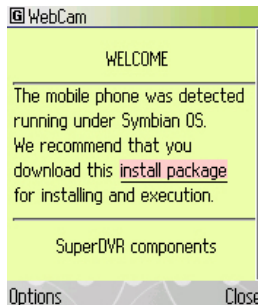 G WebCam
WELCOME
The mobile phone was detected
running under Symbian OS.
We recommend that you
download this install package
for installing and execution.
SuperDVR components
Options Close